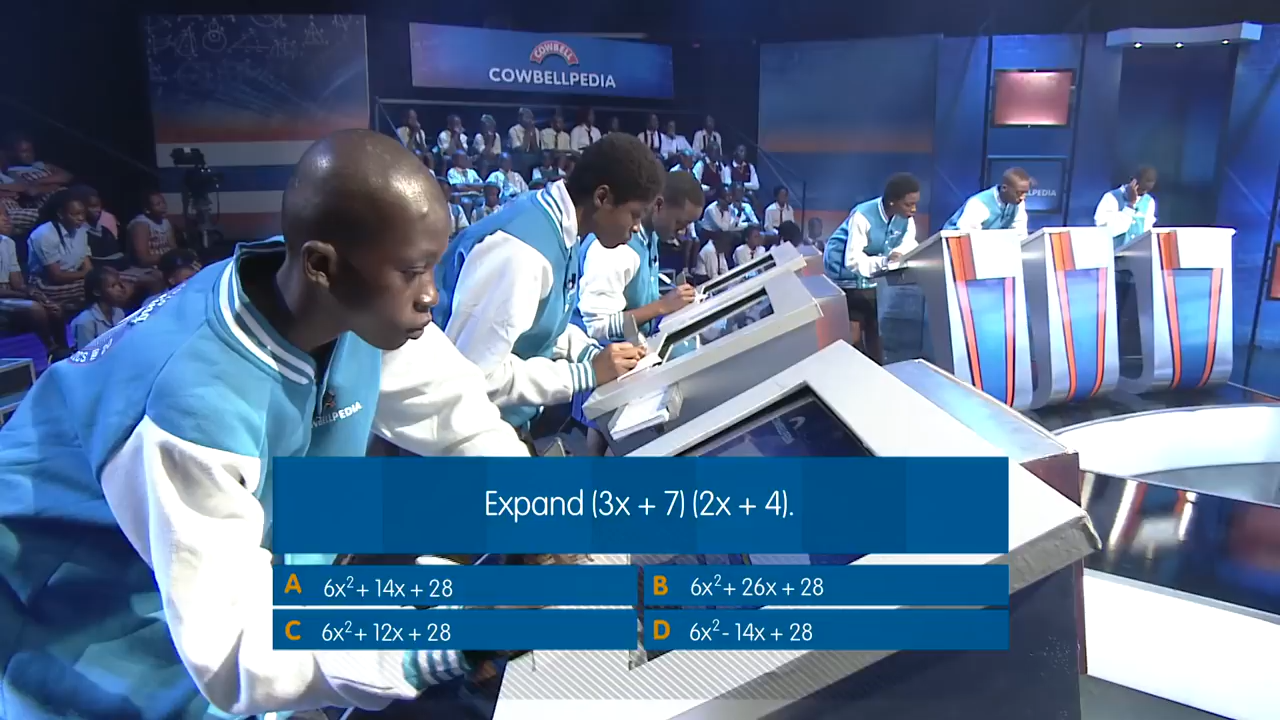 COWBELL
COWBELLPEDIA
Expand (3x + 7) (2x + 4).
A 6x² + 14x + 28
B 6x² + 26x + 28
C 6x² + 12x + 28
D 6x² - 14x + 28